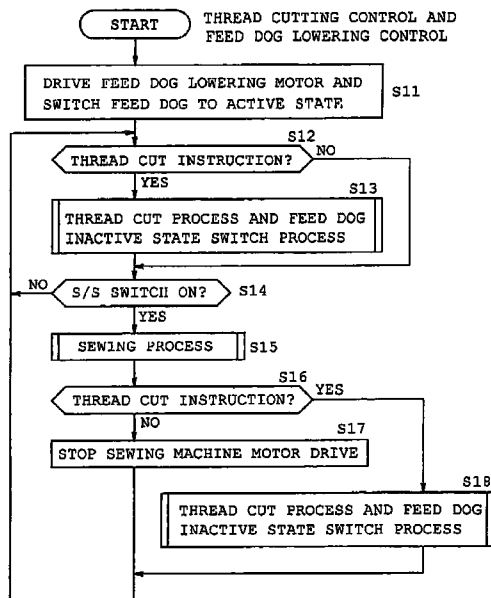 START
THREAD CUTTING CONTROL AND
FEED DOG LOWERING CONTROL
DRIVE FEED DOG LOWERING MOTOR AND
SWITCH FEED DOG TO ACTIVE STATE
S11
S12
THREAD CUT INSTRUCTION?
NO
YES
S13
THREAD CUT PROCESS AND FEED DOG
INACTIVE STATE SWITCH PROCESS
NO
S/S SWITCH ON?
S14
YES
SEWING PROCESS
S15
S16
THREAD CUT INSTRUCTION?
YES
NO
S17
STOP SEWING MACHINE MOTOR DRIVE
S18
THREAD CUT PROCESS AND FEED DOG
INACTIVE STATE SWITCH PROCESS